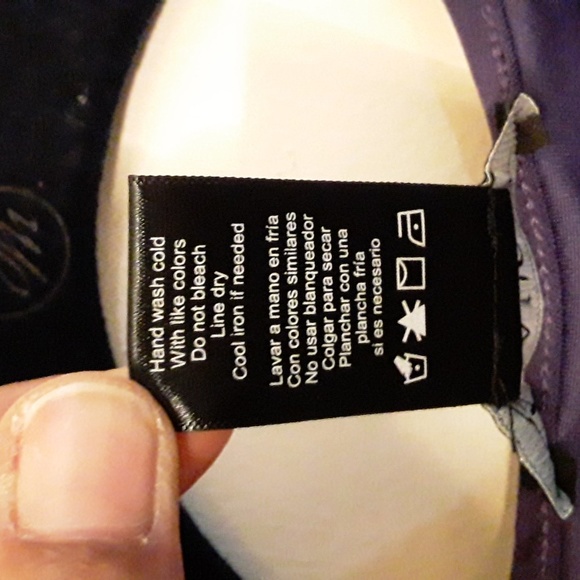 Hand wash cold
With like colors
Do not bleach
Line dry
Cool iron if needed
Lavar a mano en fría
Con colores similares
No usar blanqueador
Colgar para secar
Planchar con una
plancha fría
si es necesario